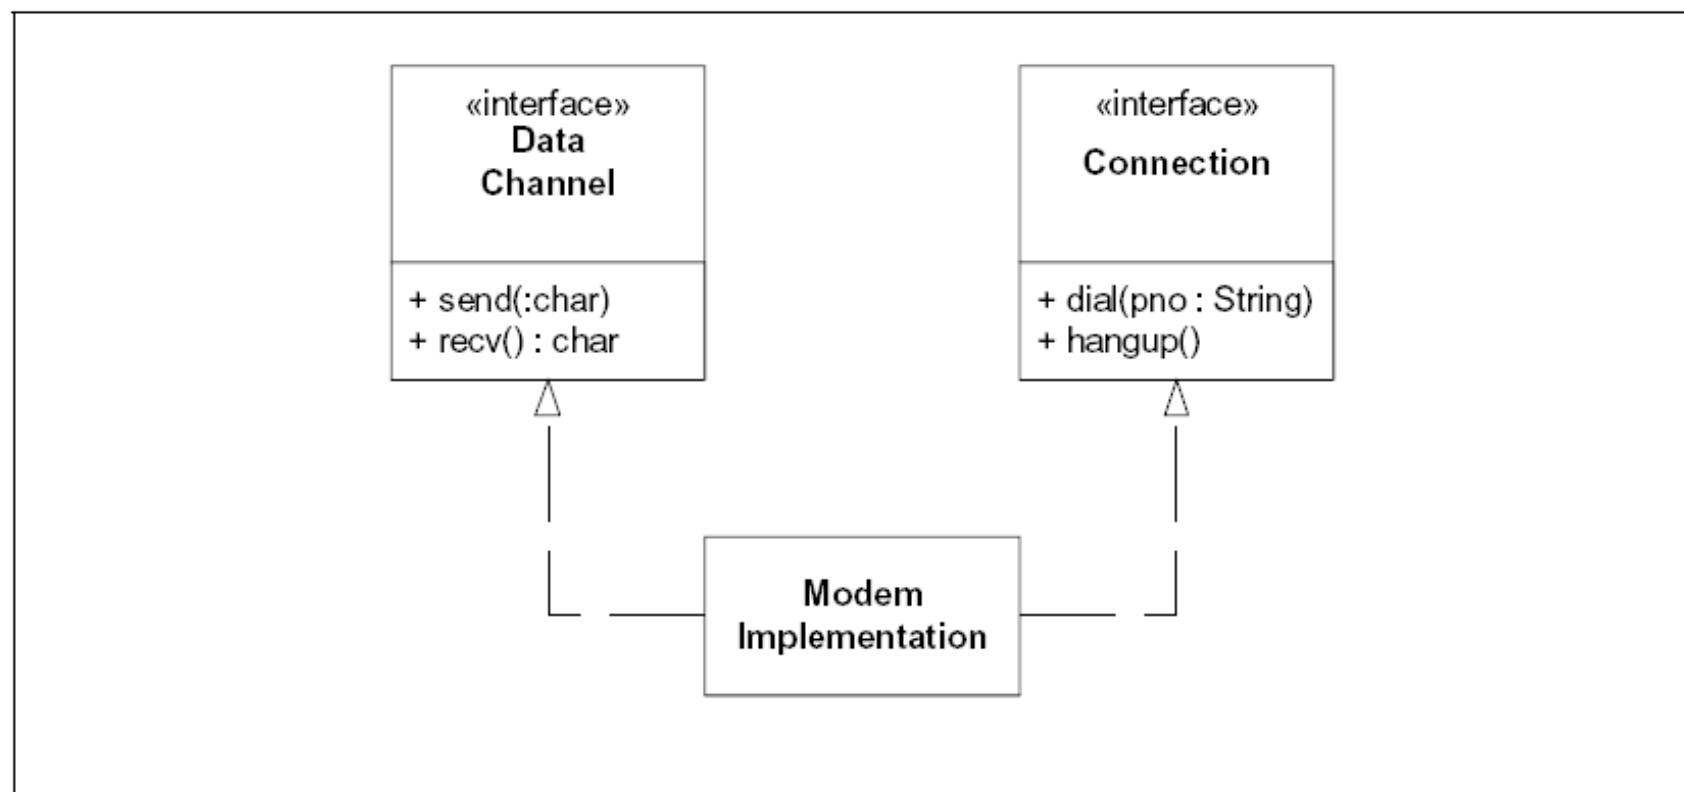 «interface»
Data
Channel
+ send(:char)
+ recv() : char
«interface»
Connection
+ dial(pno : String)
+ hangup()
Modem
Implementation